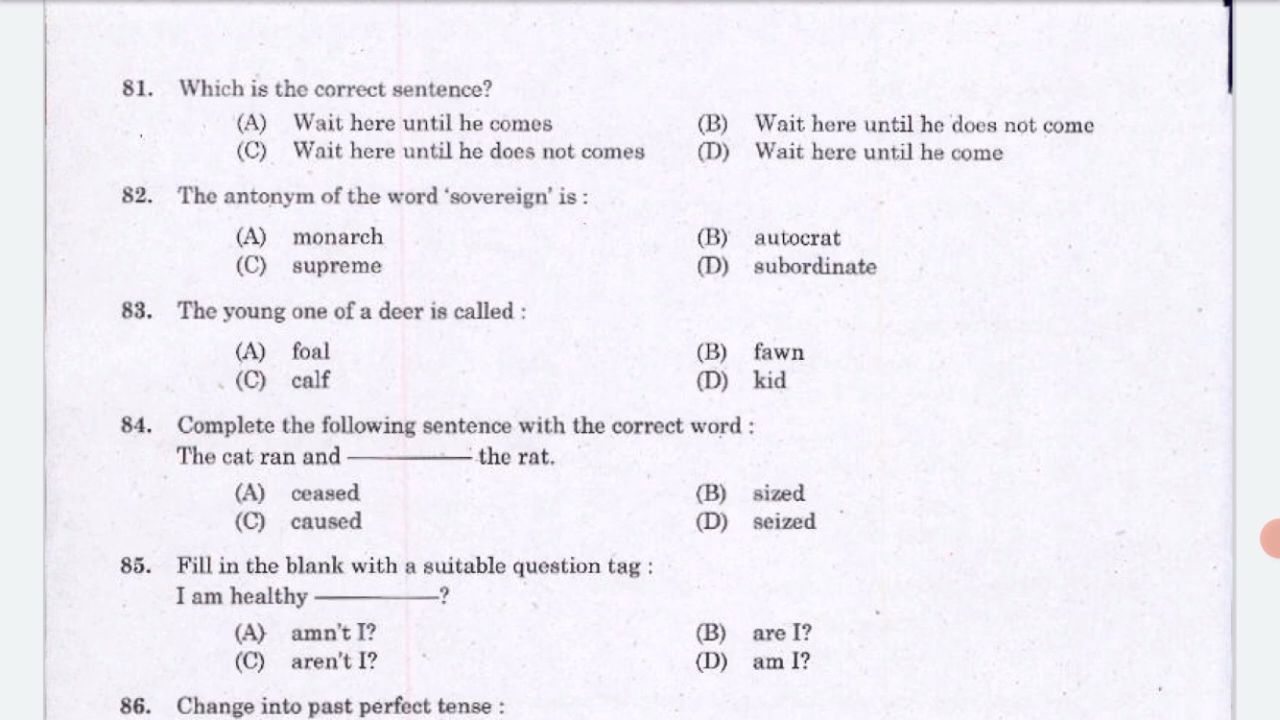 81. Which is the correct sentence?
(A) Wait here until he comes (B) Wait here until he does not come
(C) Wait here until he does not comes (D) Wait here until he come
82. The antonym of the word ‘sovereign’ is :
(A) monarch (B) autocrat
(C) supreme (D) subordinate
83. The young one of a deer is called :
(A) foal (B) fawn
(C) calf (D) kid
84. Complete the following sentence with the correct word :
The cat ran and ———— the rat.
(A) ceased (B) sized
(C) caused (D) seized
85. Fill in the blank with a suitable question tag :
I am healthy ————?
(A) amn't I? (B) are I?
(C) aren't I? (D) am I?
86. Change into past perfect tense :